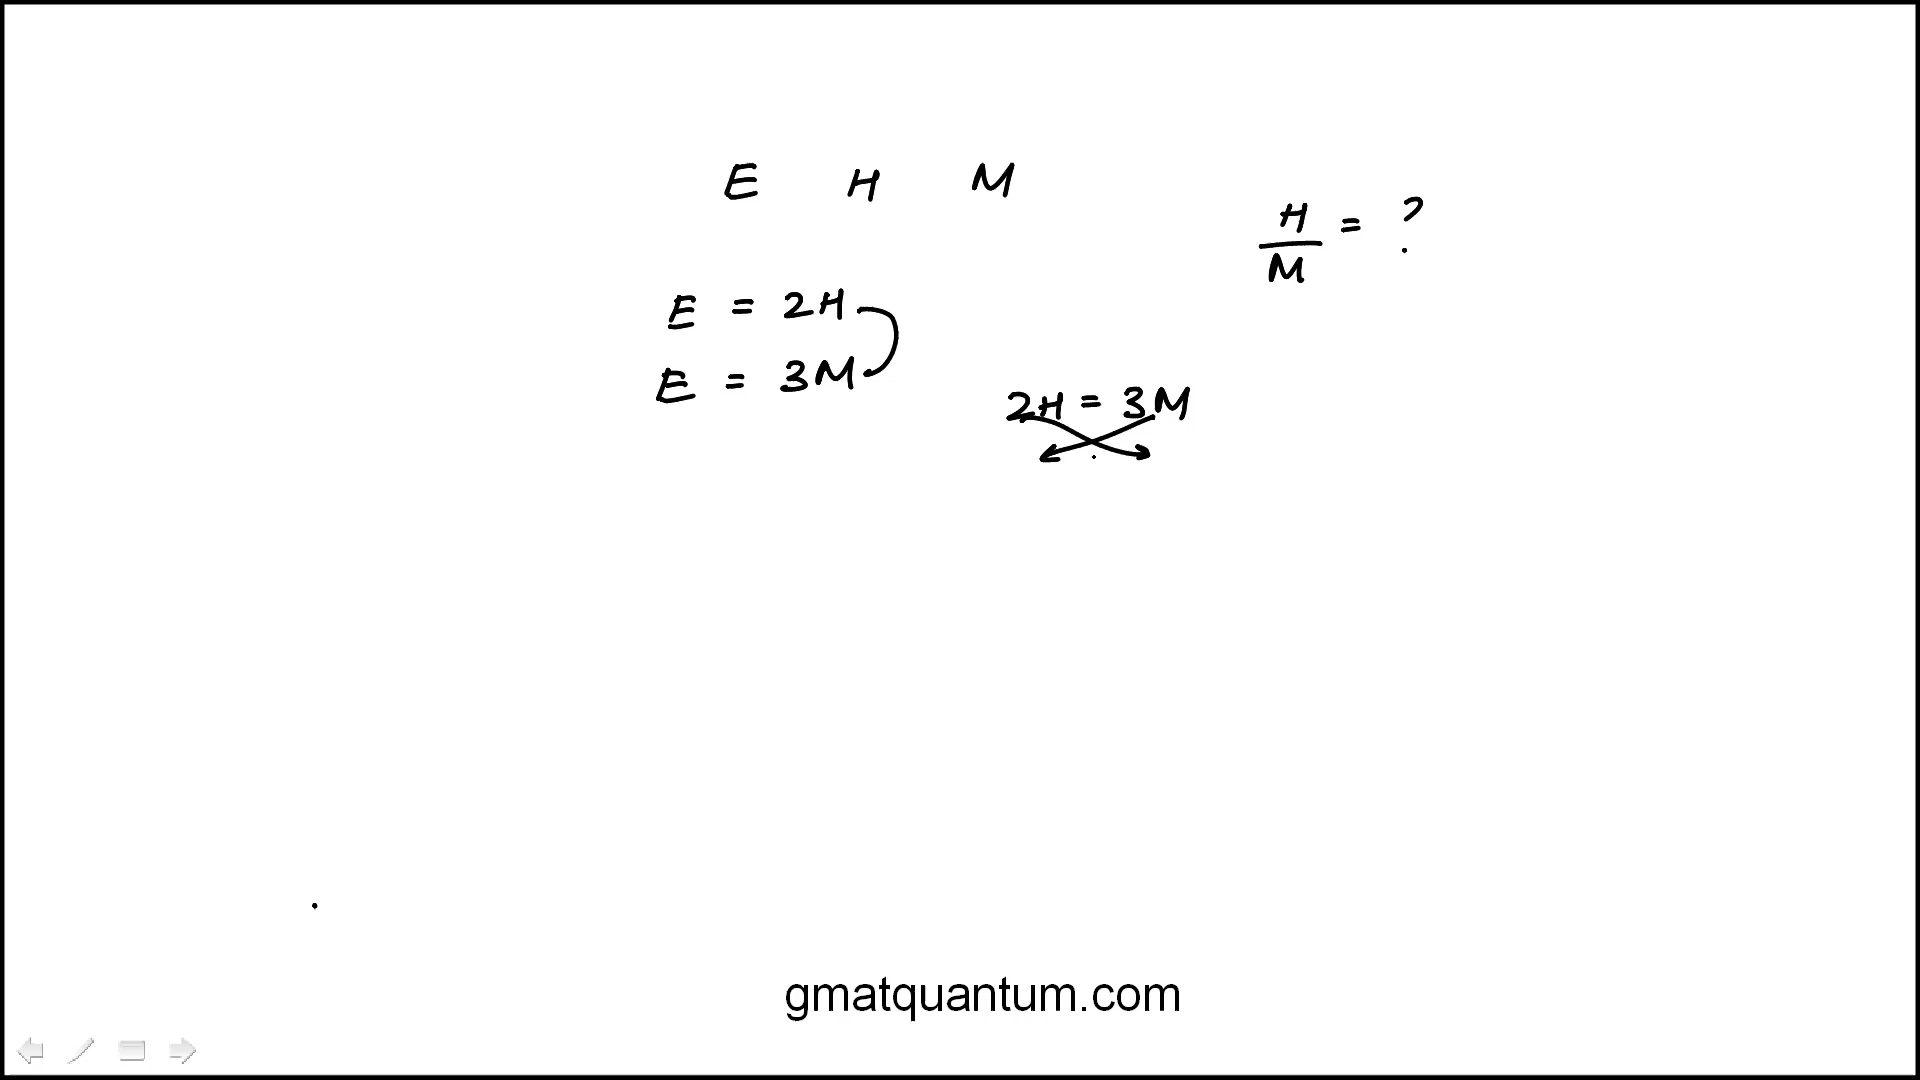 E H M
H/M = ?
E = 2H
E = 3M
2H = 3M
gmatquantum.com